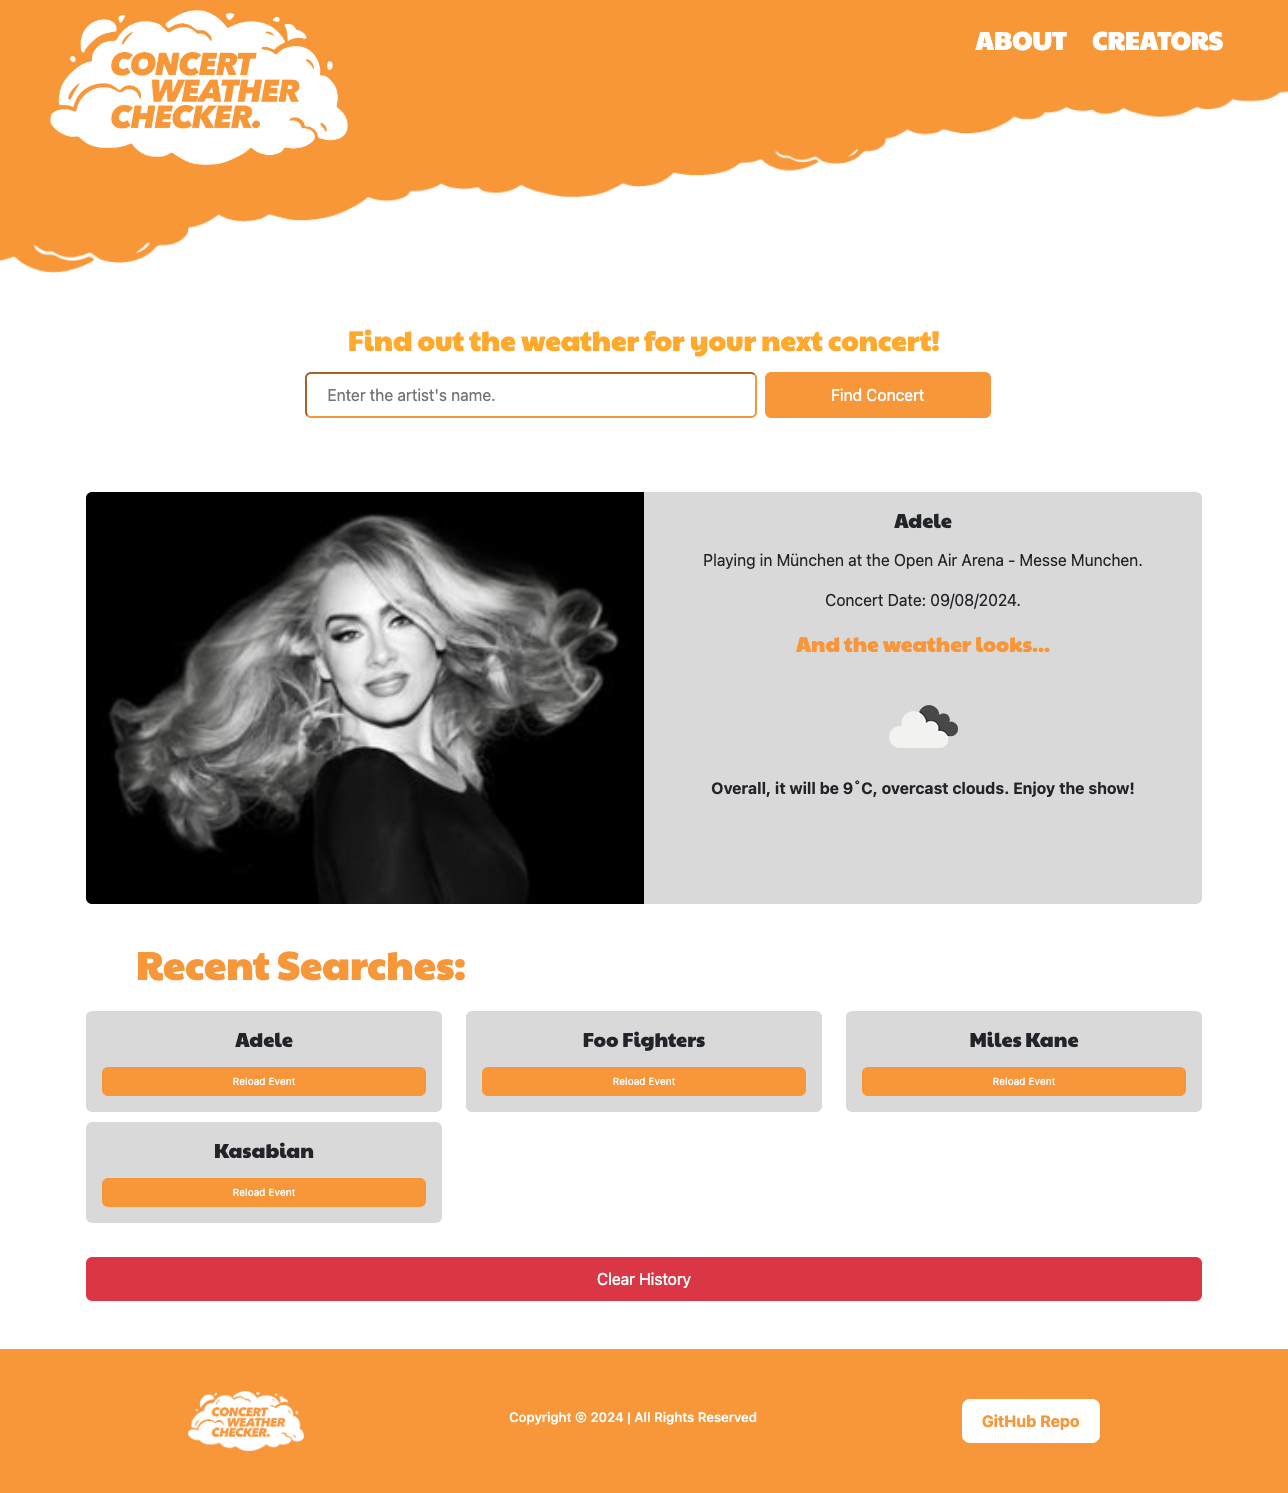 CONCERT
WEATHER
CHECKER.
ABOUT CREATORS
Find out the weather for your next concert!
Enter the artist's name. Find Concert
Adele
Playing in München at the Open Air Arena - Messe Munchen.
Concert Date: 09/08/2024.
And the weather looks...
Overall, it will be 9˚C, overcast clouds. Enjoy the show!
Recent Searches:
Adele
Reload Event
Foo Fighters
Reload Event
Miles Kane
Reload Event
Kasabian
Reload Event
Clear History
CONCERT
WEATHER
CHECKER.
Copyright © 2024 | All Rights Reserved
GitHub Repo